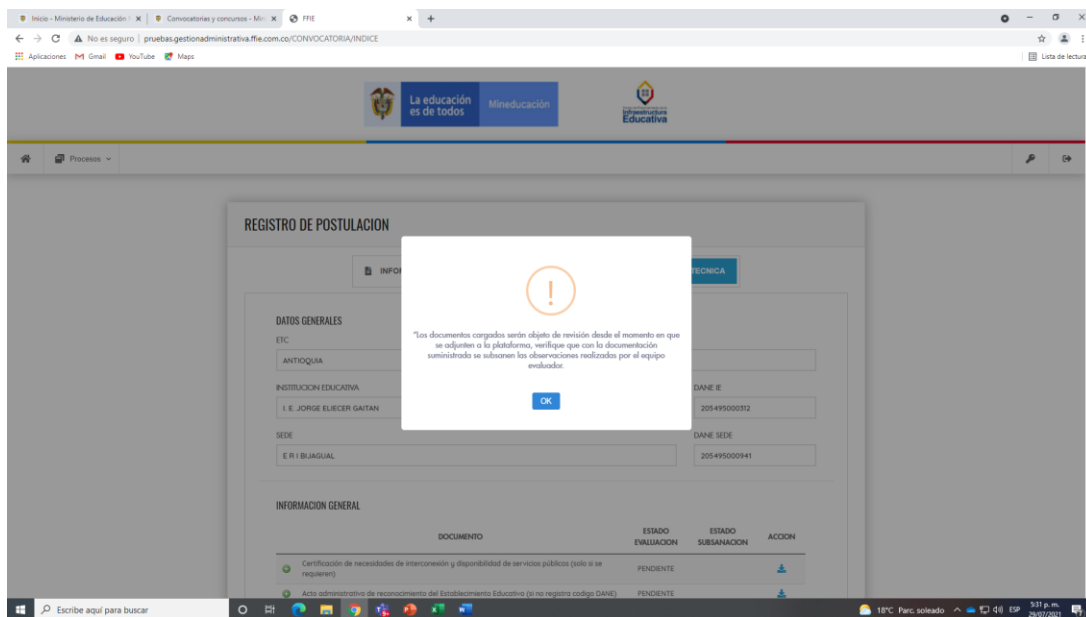 Inicio - Ministerio de Educación
Convocatorias y concursos - Min
FFIE
No es seguro | pruebas.gestionadministrativa.ffie.com.co/CONVOCATORIA/INDICE
Aplicaciones
Gmail
YouTube
Maps
Lista de lectura
La educación
es de todos
Mineducación
Infraestructura
Educativa
Procesos
REGISTRO DE POSTULACION
INFO
TECNICA
DATOS GENERALES
ETC
ANTIOQUIA
INSTITUCION EDUCATIVA
DANE IE
I. E. JORGE ELIECER GAITAN
205495000312
SEDE
DANE SEDE
E R I BIJAGUAL
205495000941
"Los documentos cargados serán objeto de revisión desde el momento en que
se adjunten a la plataforma, verifique que con la documentación
suministrada se subsanen las observaciones realizadas por el equipo
evaluador.
OK
INFORMACION GENERAL
DOCUMENTO
ESTADO
EVALUACION
ESTADO
SUBSANACION
ACCION
Certificación de necesidades de interconexión y disponibilidad de servicios públicos (solo si se
requieren)
PENDIENTE
Acto administrativo de reconocimiento del Establecimiento Educativo (si no registra codigo DANE)
PENDIENTE
Escribe aquí para buscar
18°C Parc. soleado
ESP
5:31 p. m.
29/07/2021